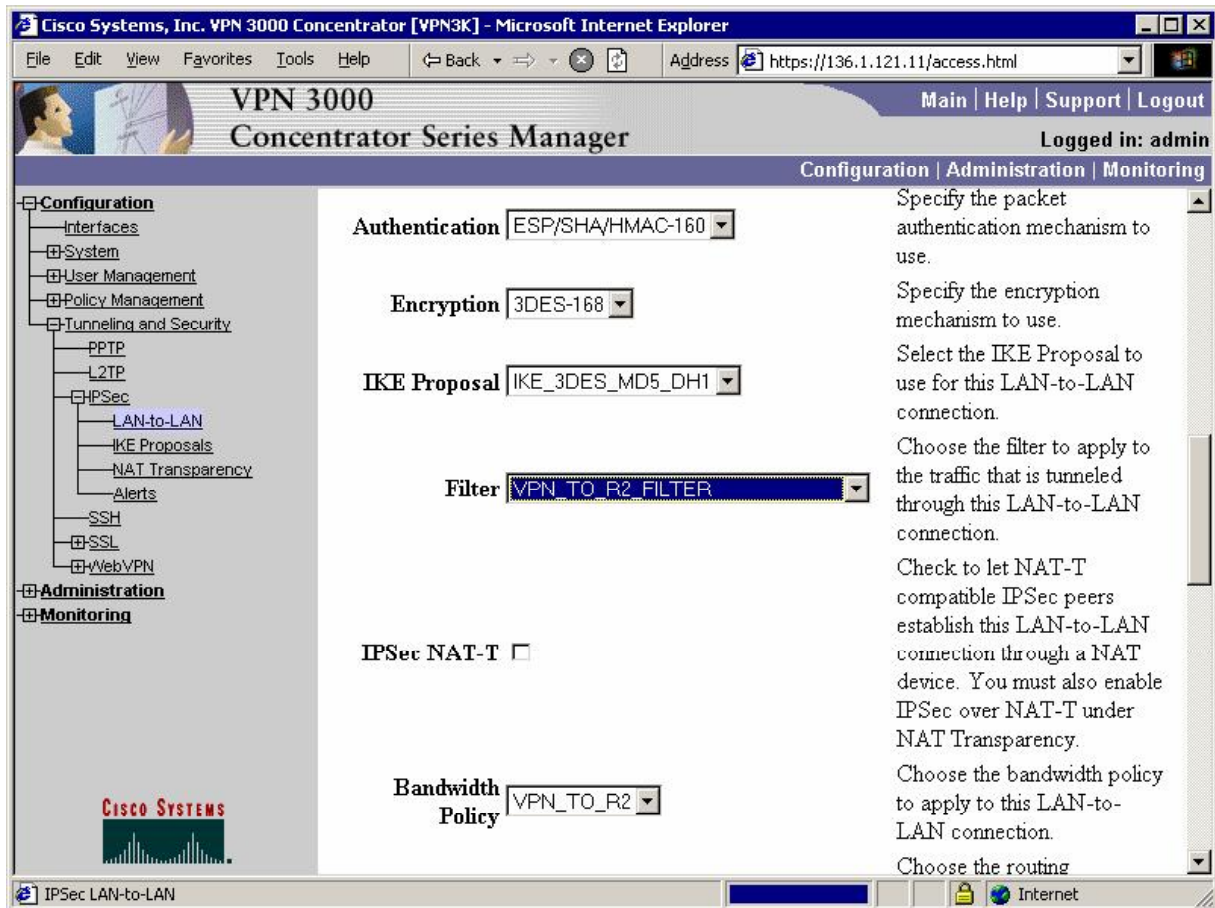 Cisco Systems, Inc. VPN 3000 Concentrator [VPN3K] - Microsoft Internet Explorer
File Edit View Favorites Tools Help Back Address https://136.1.121.11/access.html
VPN 3000
Concentrator Series Manager
Main | Help | Support | Logout
Logged in: admin
Configuration | Administration | Monitoring
Configuration
Interfaces
System
User Management
Policy Management
Tunneling and Security
PPTP
L2TP
IPSec
LAN-to-LAN
IKE Proposals
NAT Transparency
Alerts
SSH
SSL
WebVPN
Administration
Monitoring
CISCO SYSTEMS
Authentication ESP/SHA/HMAC-160
Specify the packet
authentication mechanism to
use.
Encryption 3DES-168
Specify the encryption
mechanism to use.
IKE Proposal IKE_3DES_MD5_DH1
Select the IKE Proposal to
use for this LAN-to-LAN
connection.
Filter VPN_TO_R2_FILTER
Choose the filter to apply to
the traffic that is tunneled
through this LAN-to-LAN
connection.
IPSec NAT-T
Check to let NAT-T
compatible IPSec peers
establish this LAN-to-LAN
connection through a NAT
device. You must also enable
IPSec over NAT-T under
NAT Transparency.
Bandwidth
Policy VPN_TO_R2
Choose the bandwidth policy
to apply to this LAN-to-
LAN connection.
Choose the routing
IPSec LAN-to-LAN
Internet